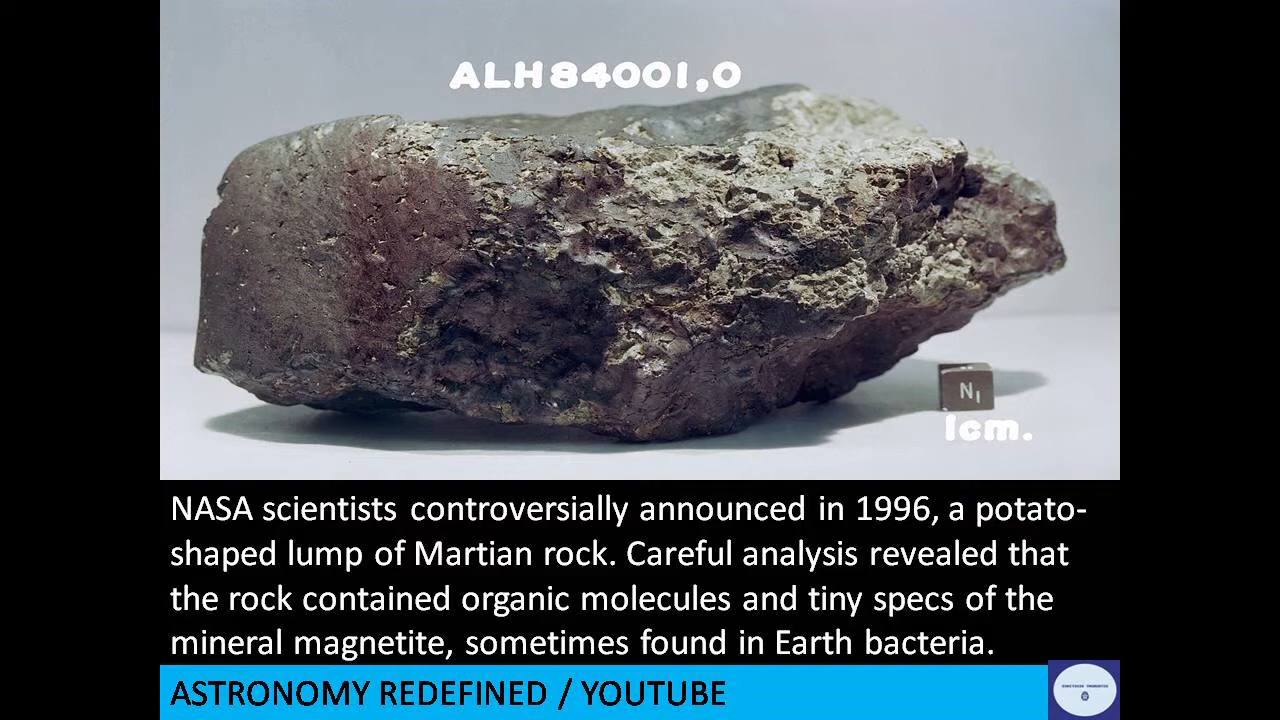 ALH84001,0
N1
1cm.
NASA scientists controversially announced in 1996, a potato-
shaped lump of Martian rock. Careful analysis revealed that
the rock contained organic molecules and tiny specs of the
mineral magnetite, sometimes found in Earth bacteria.
ASTRONOMY REDEFINED / YOUTUBE